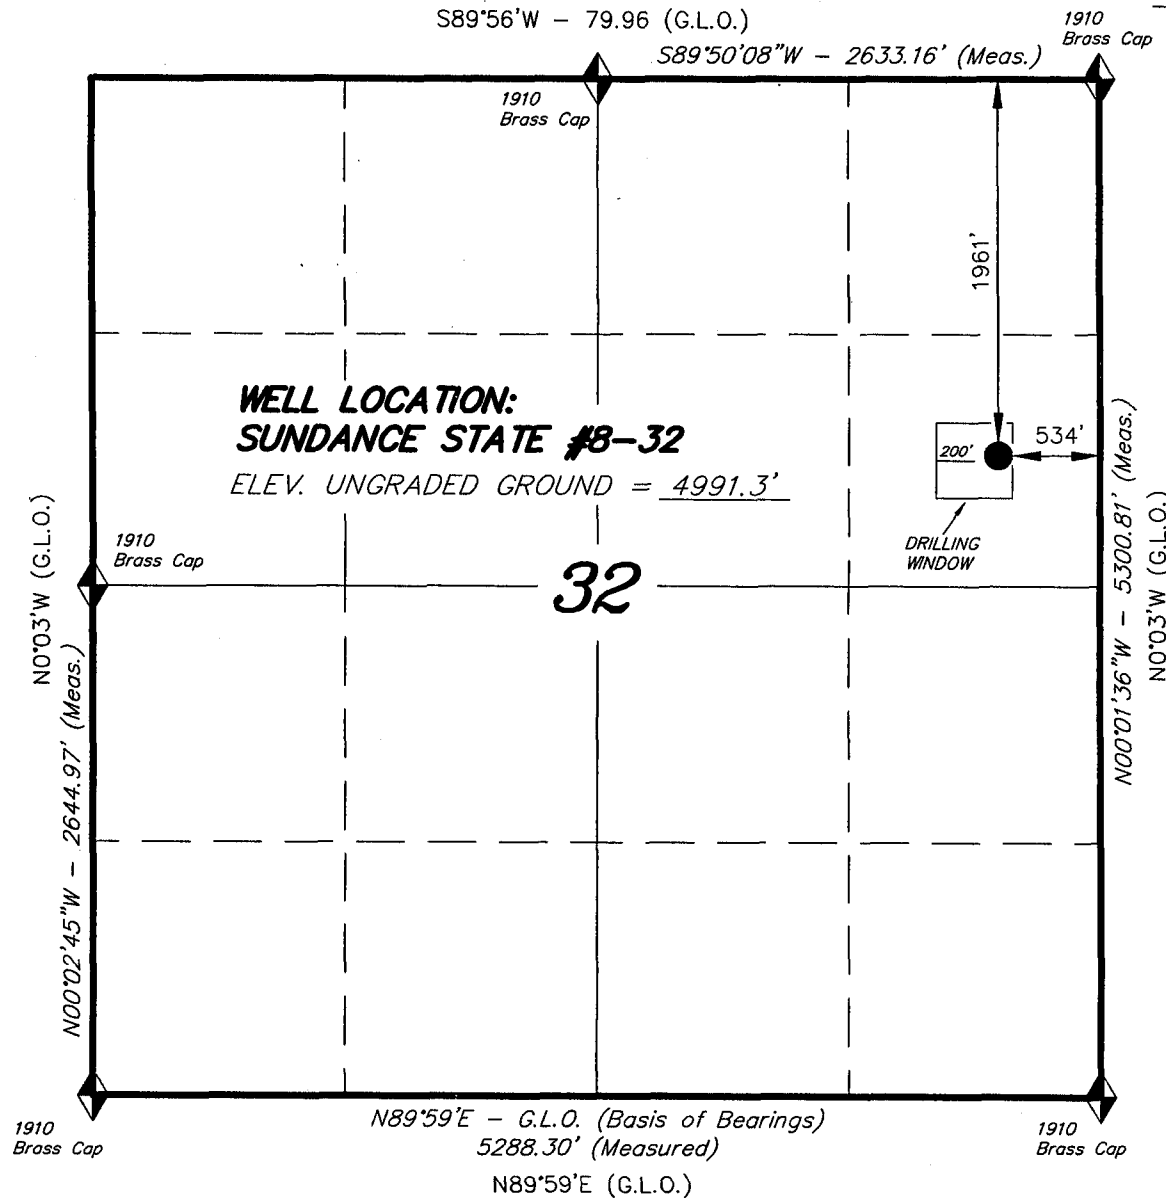 S89°56'W - 79.96 (G.L.O.)
1910
Brass Cap
S89°50'08"W - 2633.16' (Meas.)
1910
Brass Cap
1961'
WELL LOCATION:
SUNDANCE STATE #8-32
ELEV. UNGRADED GROUND = 4991.3'
200'
534'
DRILLING
WINDOW
N0°03'W (G.L.O.)
1910
Brass Cap
32
N00°02'45"W - 2644.97' (Meas.)
N00°01'36"W - 5300.81' (Meas.)
N0°03'W (G.L.O.)
1910
Brass Cap
N89°59'E - G.L.O. (Basis of Bearings)
5288.30' (Measured)
N89°59'E (G.L.O.)
1910
Brass Cap